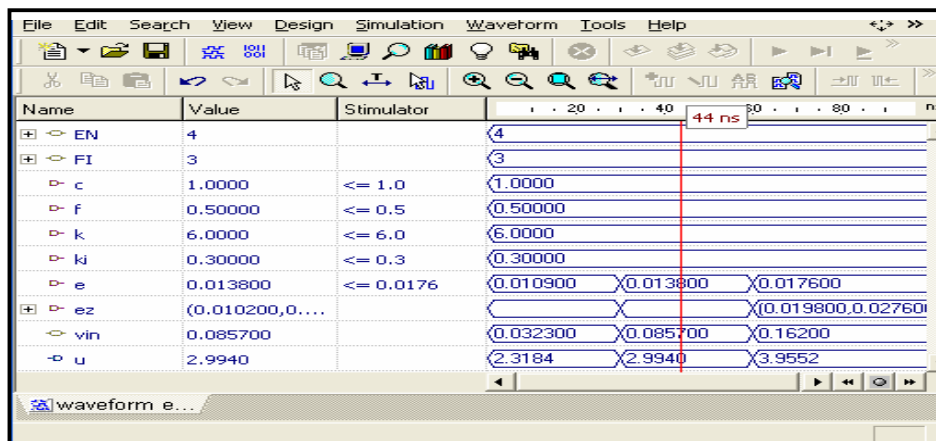 File Edit Search View Design Simulation Waveform Tools Help
Name Value Stimulator 20 40 60 80
44 ns
EN 4 4
FI 3 3
c 1.0000 <= 1.0 1.0000
f 0.50000 <= 0.5 0.50000
k 6.0000 <= 6.0 6.0000
ki 0.30000 <= 0.3 0.30000
e 0.013800 <= 0.0176 0.010900 0.013800 0.017600
ez (0.010200,0.... (0.019800,0.02760
vin 0.085700 0.032300 0.085700 0.16200
u 2.9940 2.3184 2.9940 3.9552
waveform e...